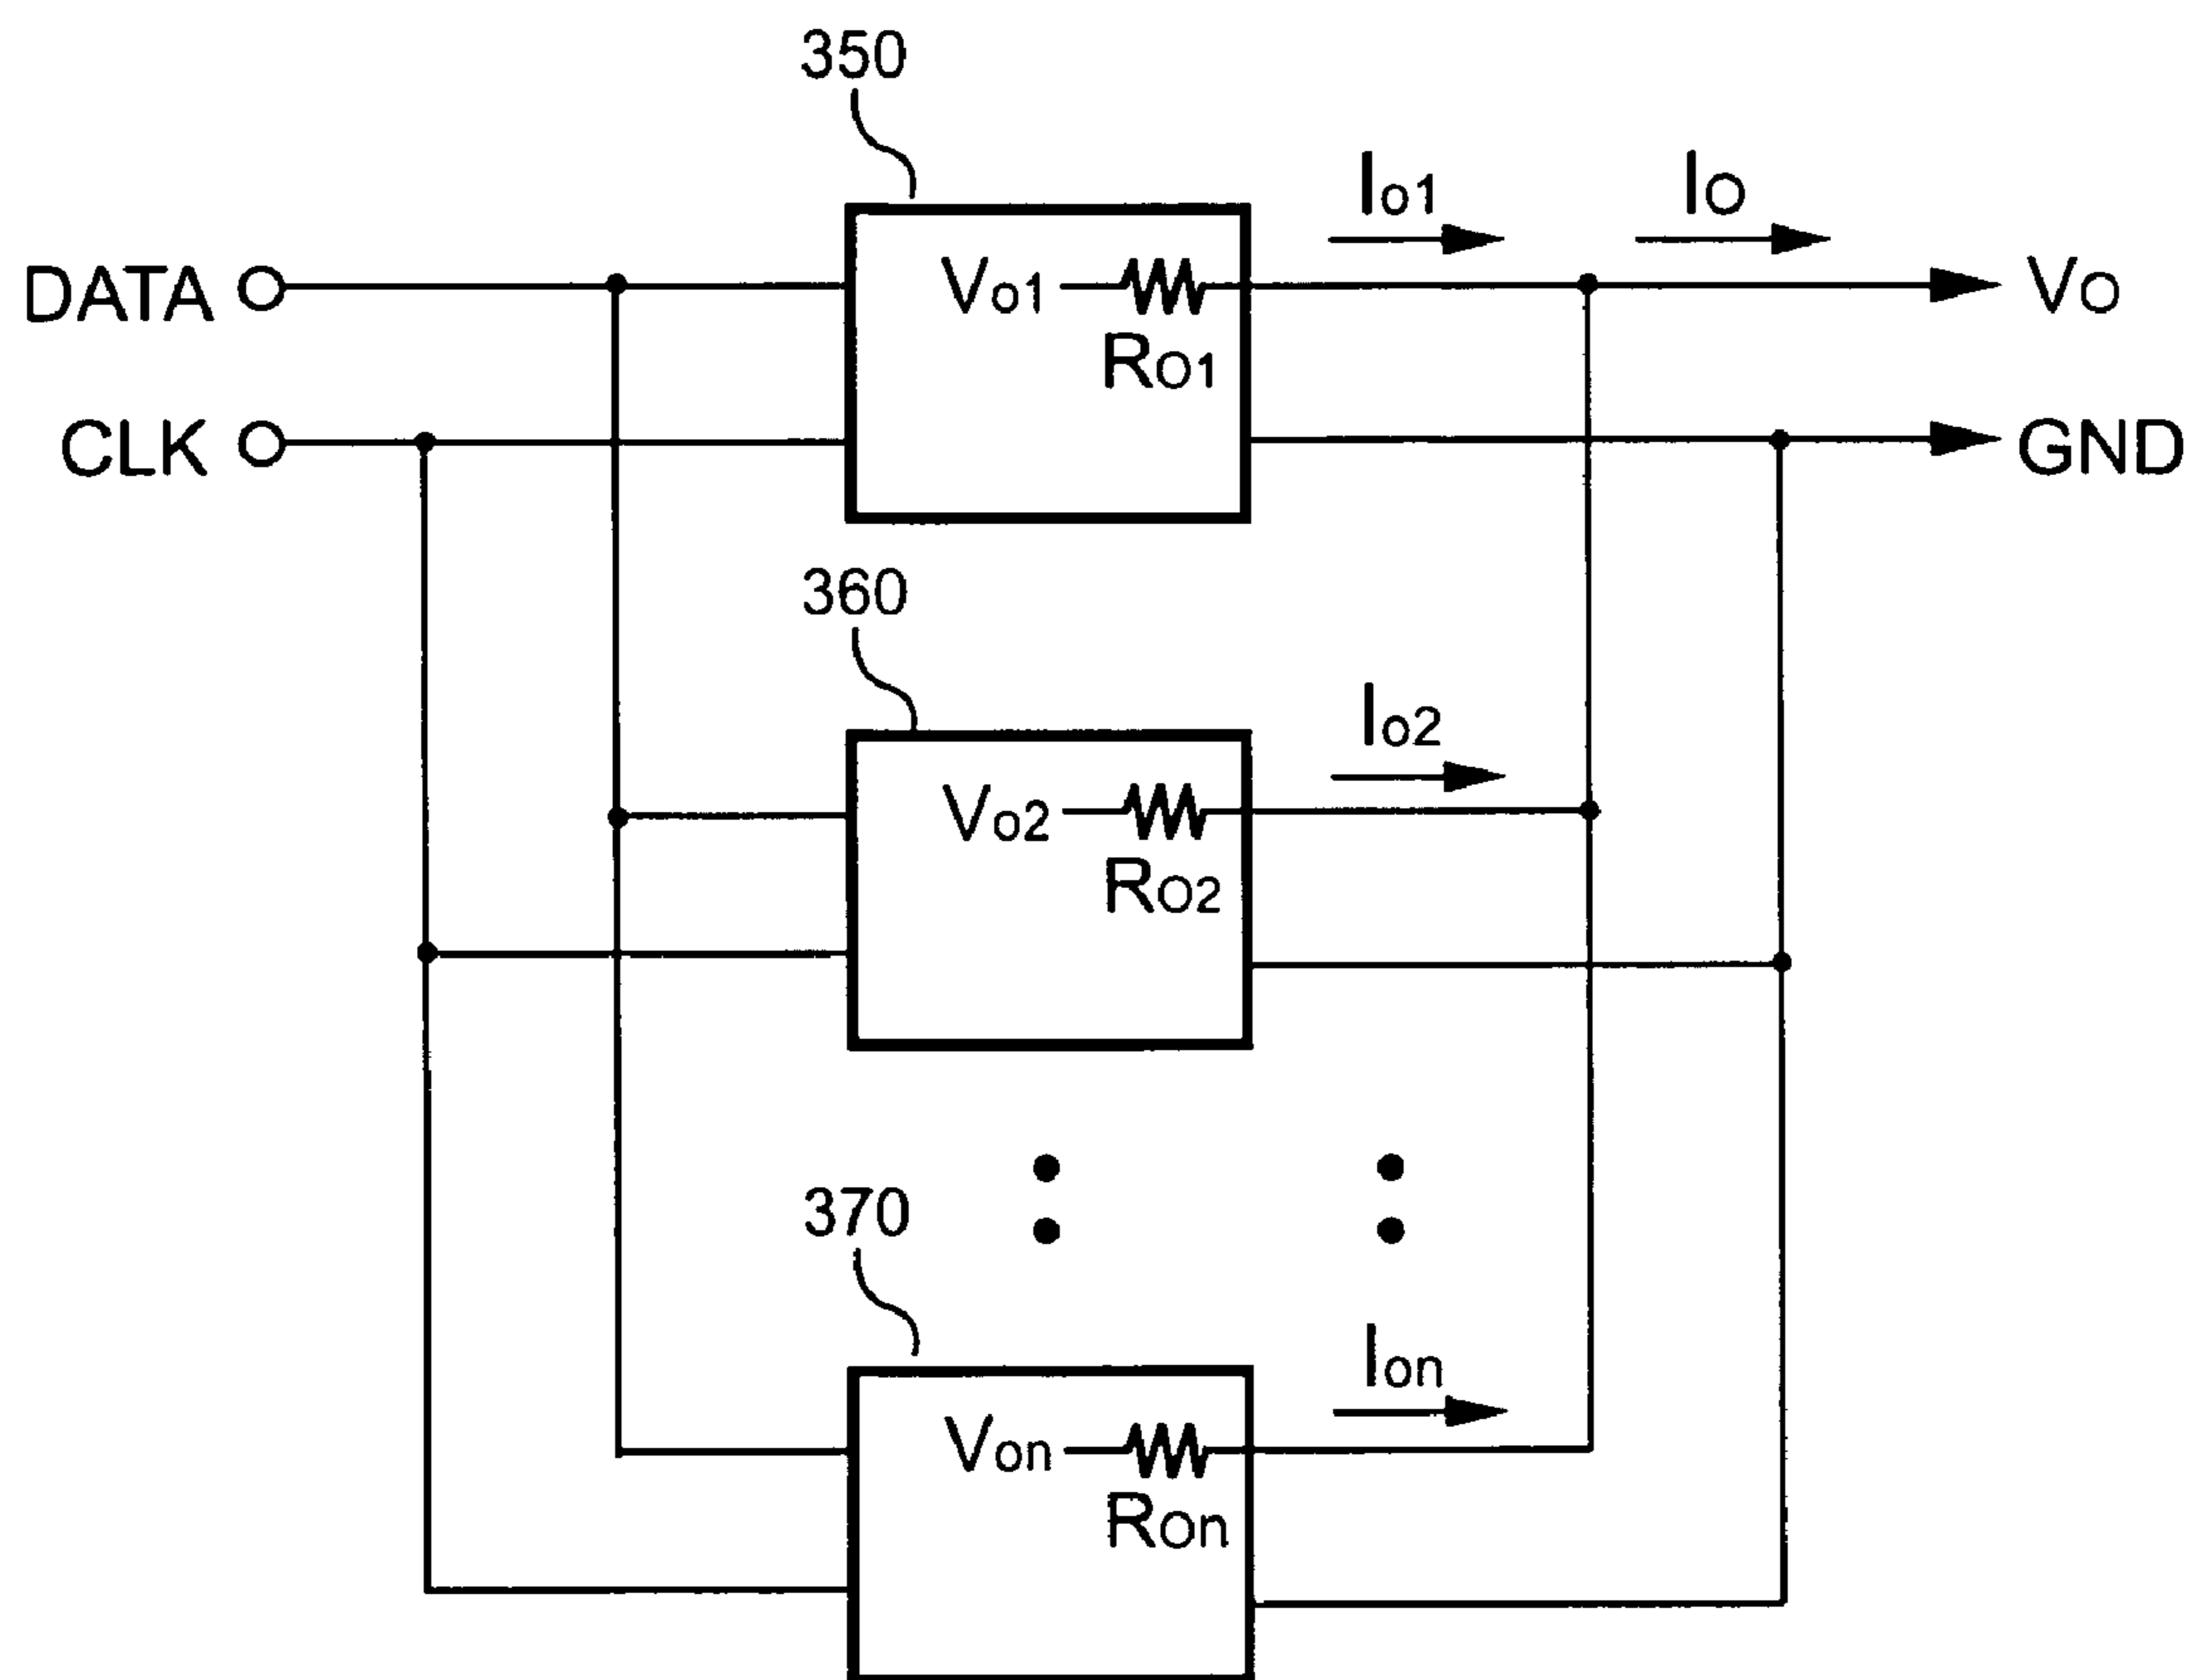 350
Io1
IO
DATA
Vo1
RO1
VO
CLK
GND
360
Io2
Vo2
RO2
370
Ion
Von
ROn